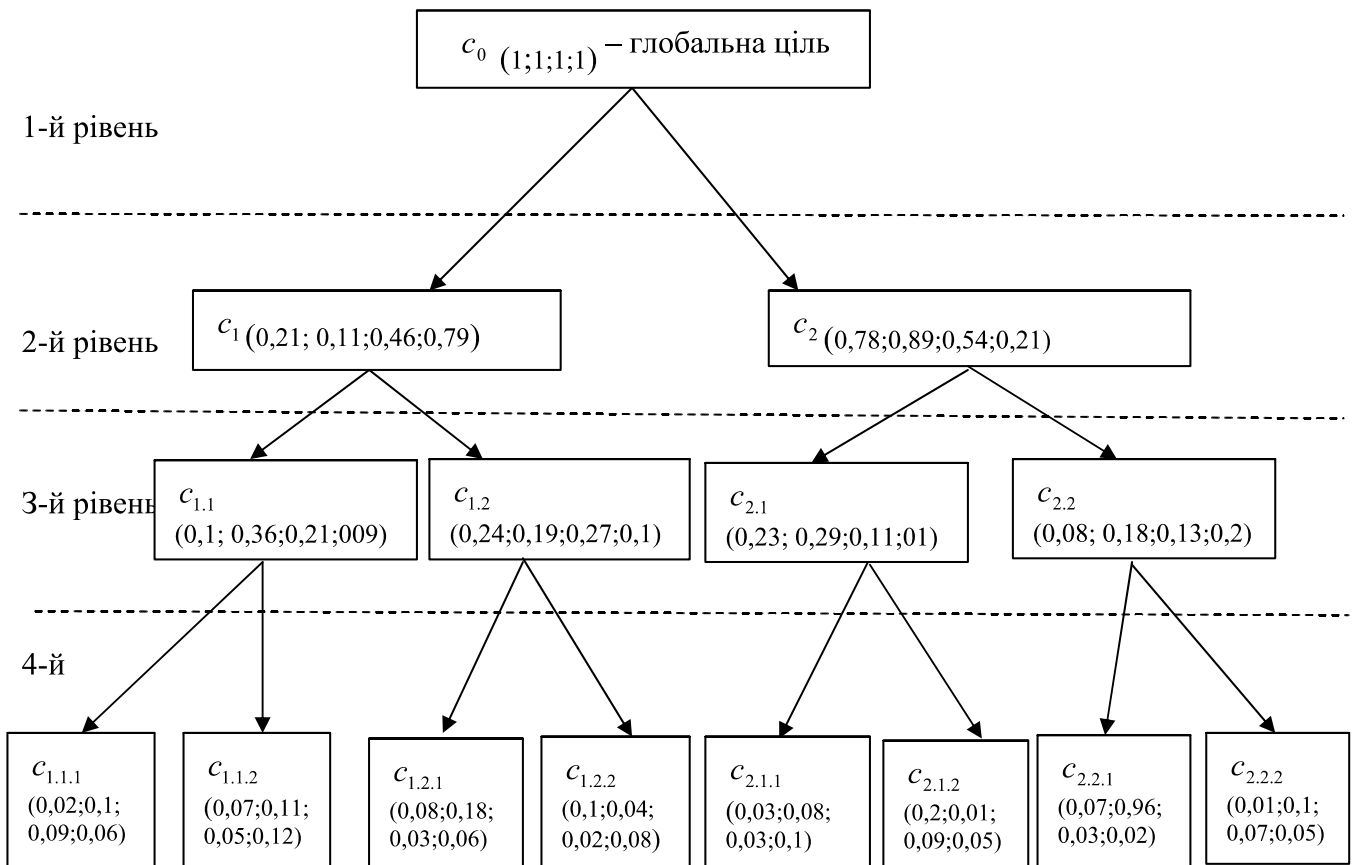 c0 (1;1;1;1) – глобальна ціль
1-й рівень
c1 (0,21; 0,11;0,46;0,79)
c2 (0,78;0,89;0,54;0,21)
2-й рівень
3-й рівень
c1.1
(0,1; 0,36;0,21;009)
c1.2
(0,24;0,19;0,27;0,1)
c2.1
(0,23; 0,29;0,11;01)
c2.2
(0,08; 0,18;0,13;0,2)
4-й
c1.1.1
(0,02;0,1;
0,09;0,06)
c1.1.2
(0,07;0,11;
0,05;0,12)
c1.2.1
(0,08;0,18;
0,03;0,06)
c1.2.2
(0,1;0,04;
0,02;0,08)
c2.1.1
(0,03;0,08;
0,03;0,1)
c2.1.2
(0,2;0,01;
0,09;0,05)
c2.2.1
(0,07;0,96;
0,03;0,02)
c2.2.2
(0,01;0,1;
0,07;0,05)